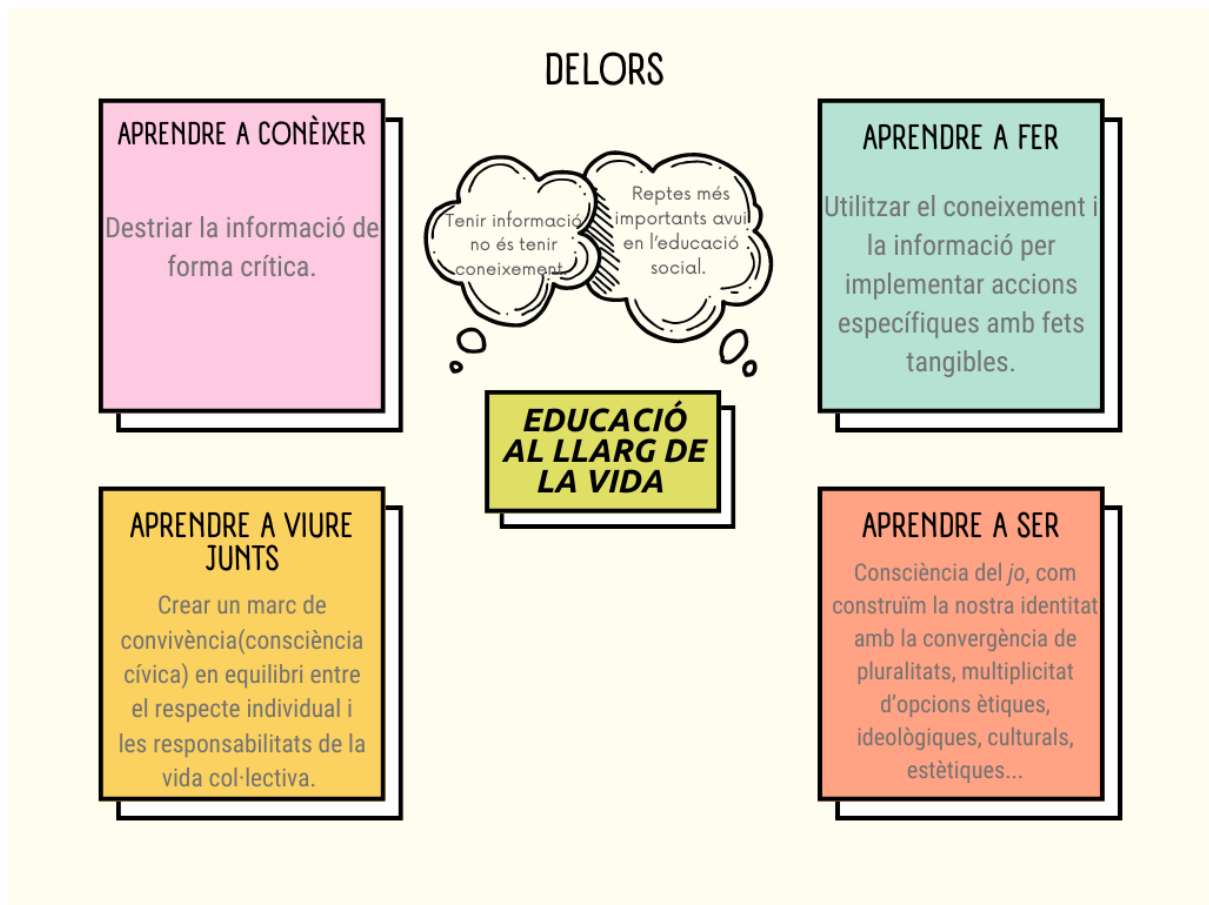 DELORS
APRENDRE A CONÈIXER
Destriar la informació de
forma crítica.
Tenir informació
no és tenir
coneixement.
Reptes més
importants avui
en l'educació
social.
APRENDRE A FER
Utilitzar el coneixement i
la informació per
implementar accions
específiques amb fets
tangibles.
EDUCACIÓ
AL LLARG DE
LA VIDA
APRENDRE A VIURE
JUNTS
Crear un marc de
convivència(consciència
cívica) en equilibri entre
el respecte individual i
les responsabilitats de la
vida col·lectiva.
APRENDRE A SER
Consciència del jo, com
construïm la nostra identitat
amb la convergència de
pluralitats, multiplicitat
d'opcions ètiques,
ideològiques, culturals,
estètiques...